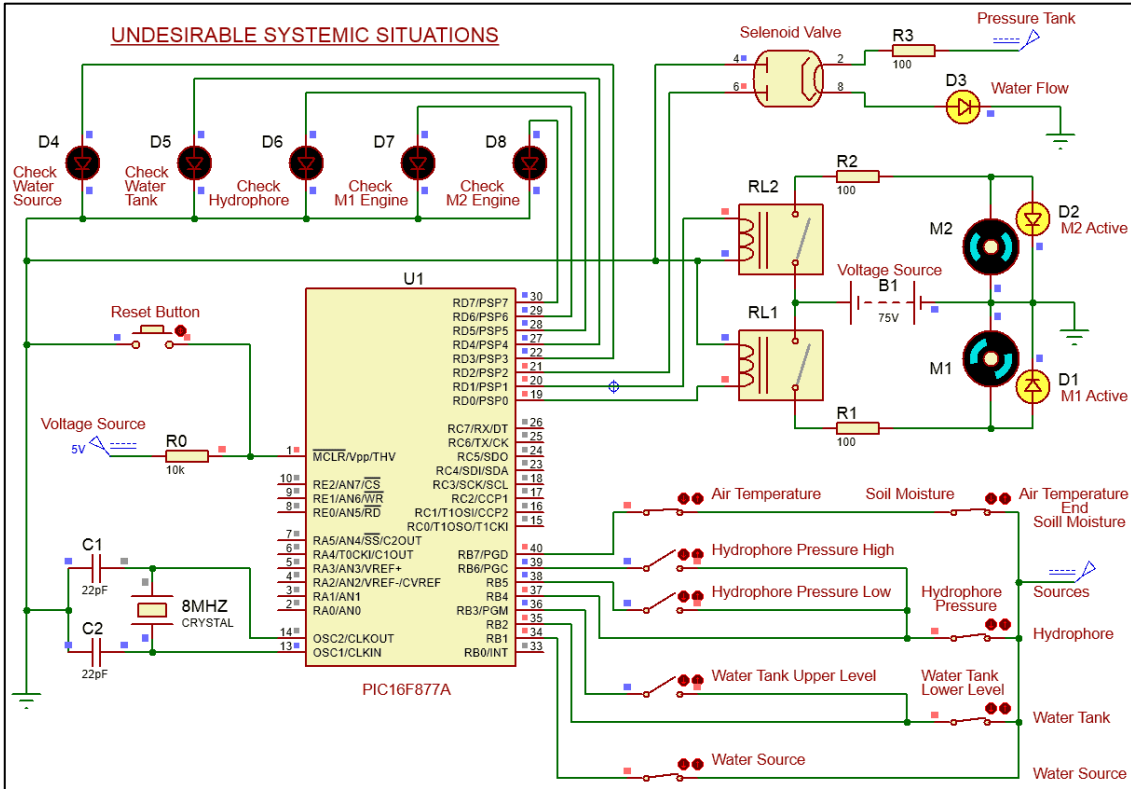 UNDESIRABLE SYSTEMIC SITUATIONS
Selenoid Valve
Pressure Tank
4
6
2
8
R3
100
D3
Water Flow
D4
D5
D6
D7
D8
Check
Water
Source
Check
Water
Tank
Check
Hydrophore
Check
M1 Engine
Check
M2 Engine
RL2
R2
100
M2
D2
M2 Active
Voltage Source
B1
75V
RL1
M1
D1
M1 Active
R1
100
Reset Button
Voltage Source
5V
R0
10k
U1
1
MCLR/Vpp/THV
10
RE2/AN7/CS
9
RE1/AN6/WR
8
RE0/AN5/RD
7
RA5/AN4/SS/C2OUT
6
RA4/T0CKI/C1OUT
5
RA3/AN3/VREF+
4
RA2/AN2/VREF-/CVREF
3
RA1/AN1
2
RA0/AN0
14
OSC2/CLKOUT
13
OSC1/CLKIN
RD7/PSP7
30
RD6/PSP6
29
RD5/PSP5
28
RD4/PSP4
27
RD3/PSP3
22
RD2/PSP2
21
RD1/PSP1
20
RD0/PSP0
19
RC7/RX/DT
26
RC6/TX/CK
25
RC5/SDO
24
RC4/SDI/SDA
23
RC3/SCK/SCL
18
RC2/CCP1
17
RC1/T1OSI/CCP2
16
RC0/T1OSO/T1CKI
15
RB7/PGD
40
RB6/PGC
39
RB5
38
RB4
37
RB3/PGM
36
RB2
35
RB1
34
RB0/INT
33
PIC16F877A
C1
22pF
C2
22pF
8MHZ
CRYSTAL
Air Temperature
Soil Moisture
Air Temperature
End
Soill Moisture
Hydrophore Pressure High
Hydrophore Pressure Low
Hydrophore
Pressure
Sources
Hydrophore
Water Tank Upper Level
Water Tank
Lower Level
Water Tank
Water Source
Water Source